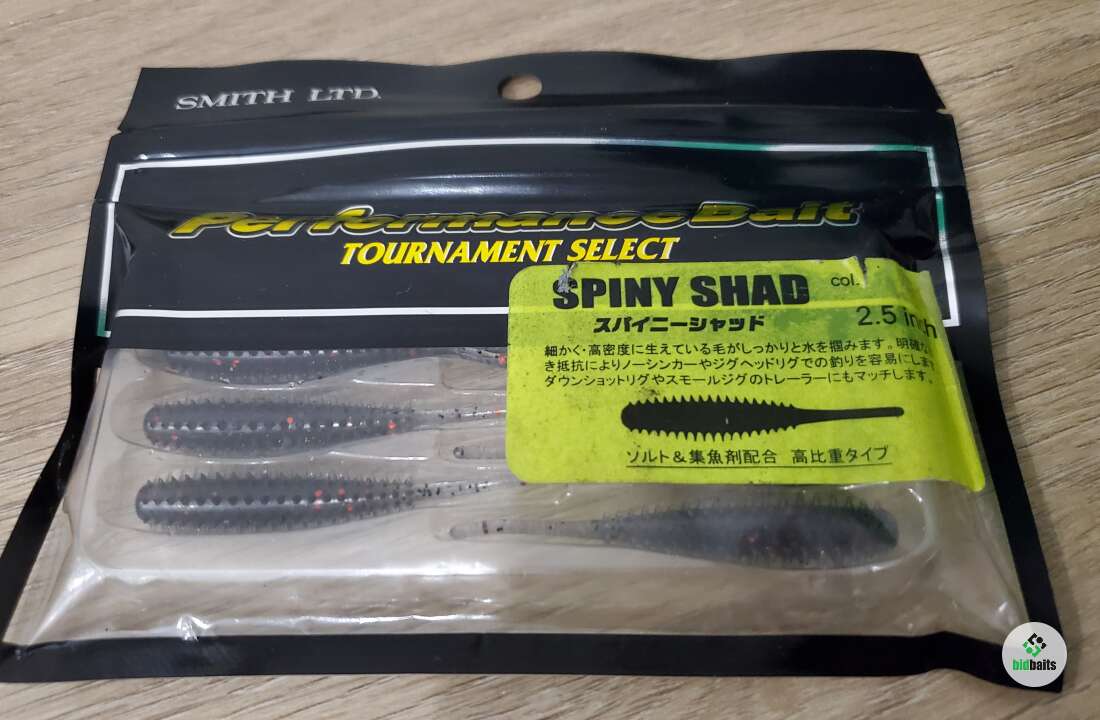 SMITH LTD.
Performance Bait
TOURNAMENT SELECT
SPINY SHAD
col.
スパイニーシャッド
2.5 inch
細かく・高密度に生えている毛がしっかりと水を掴みます。明確な
き抵抗によりノーシンカーやジグヘッドリグでの釣りを容易にします
ダウンショットリグやスモールジグのトレーラーにもマッチします。
ソルト＆集魚剤配合 高比重タイプ
bidbaits